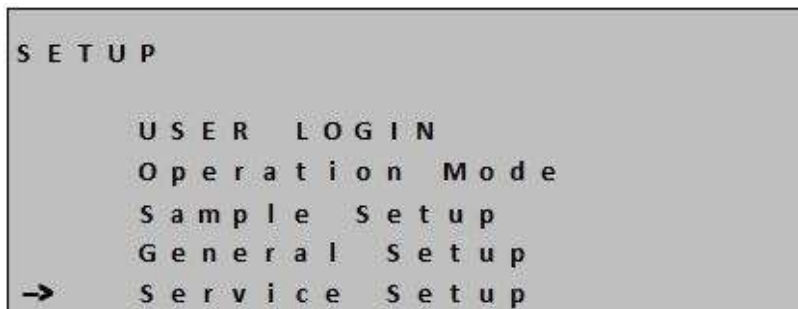 SETUP
USER LOGIN
Operation Mode
Sample Setup
General Setup
-> Service Setup